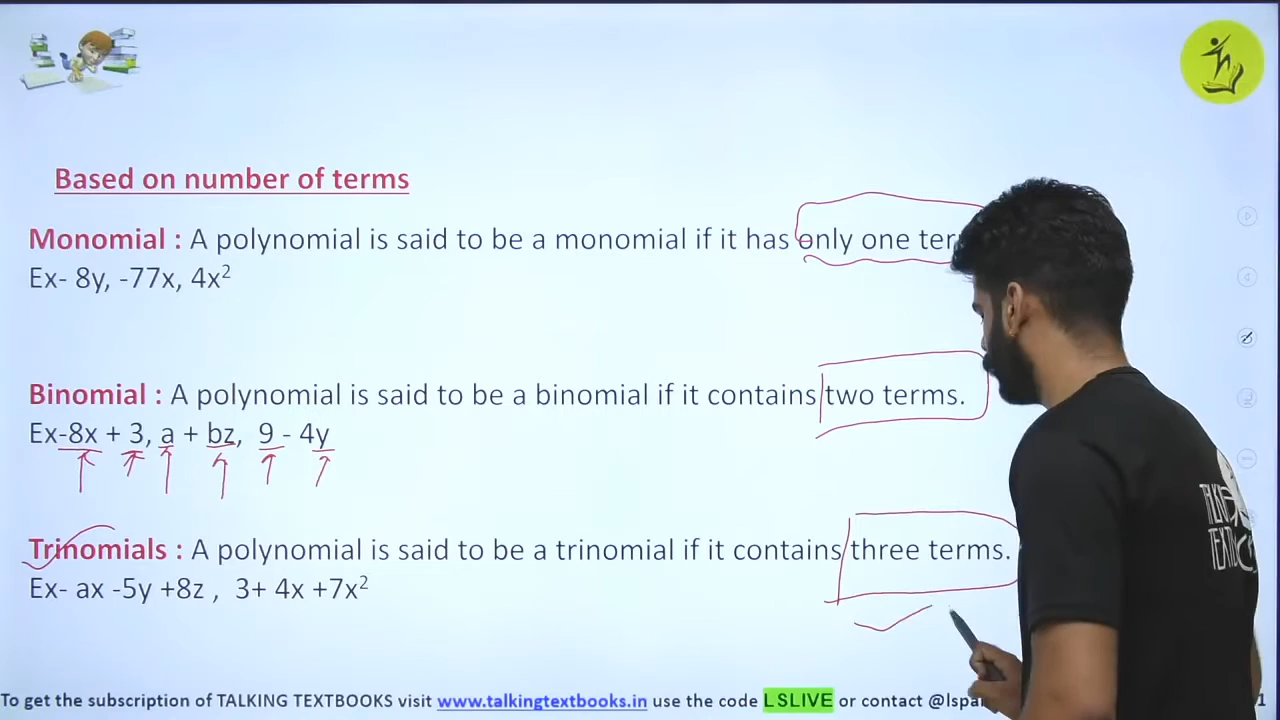 Based on number of terms
Monomial : A polynomial is said to be a monomial if it has only one
Ex- 8y, -77x, 4x²
Binomial : A polynomial is said to be a binomial if it contains two terms.
Ex-8x + 3, a + bz, 9 - 4y
Trinomials : A polynomial is said to be a trinomial if it contains three terms.
Ex- ax -5y +8z , 3+ 4x +7x²
To get the subscription of TALKING TEXTBOOKS visit www.talkingtextbooks.in use the code LSLIVE or contact